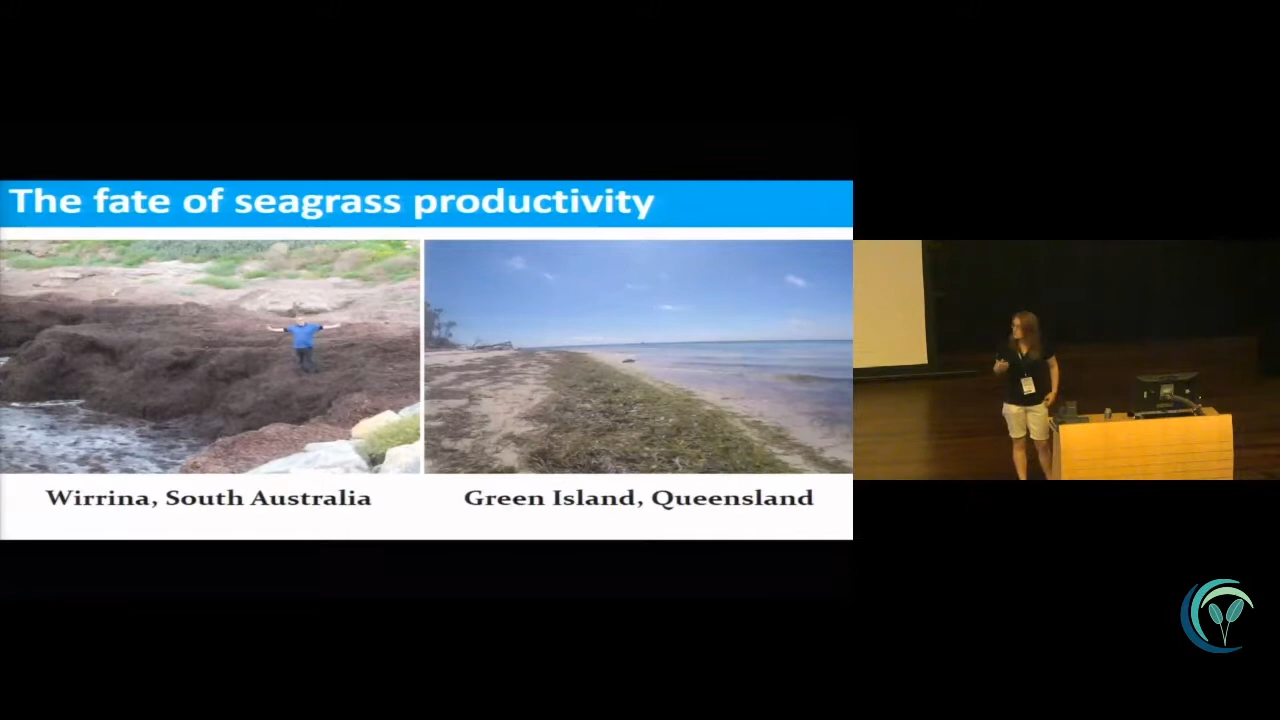 The fate of seagrass productivity
Wirrina, South Australia
Green Island, Queensland